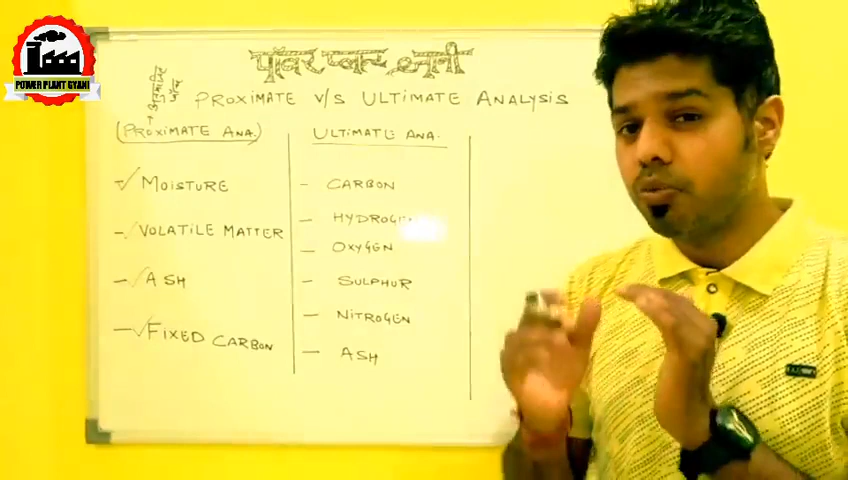 POWER PLANT GYANI
पॉवर प्लान्ट ज्ञानी
PROXIMATE V/S ULTIMATE ANALYSIS
(PROXIMATE ANA.)
MOISTURE
VOLATILE MATTER
ASH
FIXED CARBON
ULTIMATE ANA.
- CARBON
- HYDROGEN
- OXYGEN
- SULPHUR
- NITROGEN
- ASH